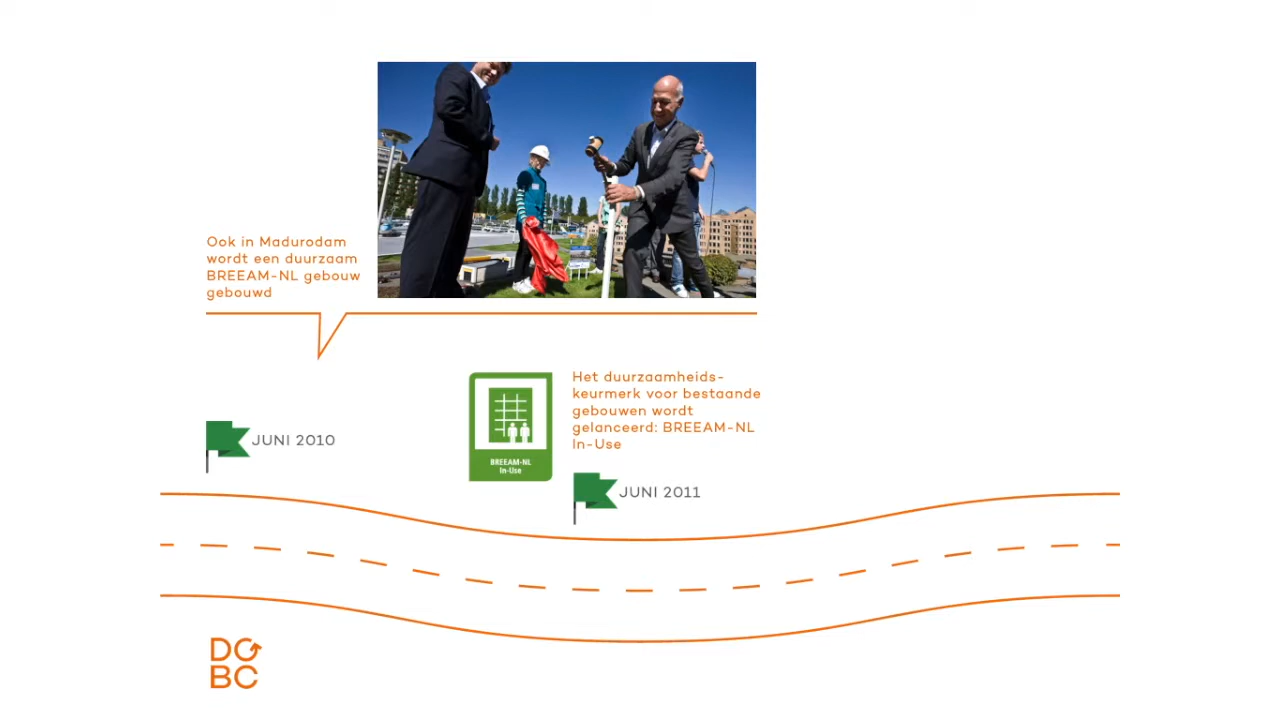 Ook in Madurodam
wordt een duurzaam
BREEAM-NL gebouw
gebouwd
JUNI 2010
BREEAM-NL
In-Use
Het duurzaamheids-
keurmerk voor bestaande
gebouwen wordt
gelanceerd: BREEAM-NL
In-Use
JUNI 2011
DG
BC